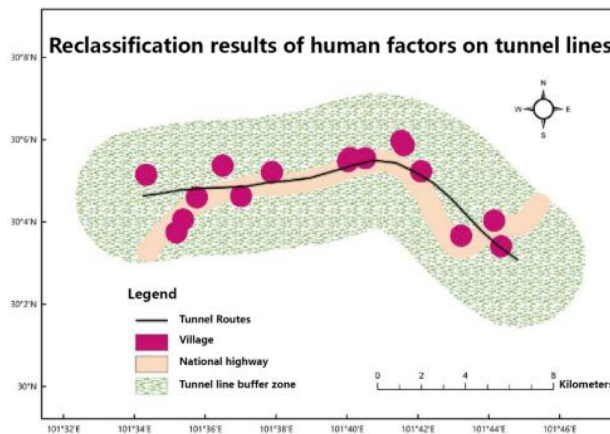 Reclassification results of human factors on tunnel lines
30°8'N
N
W E
S
30°6'N
30°4'N
30°2'N
30°N
Legend
Tunnel Routes
Village
National highway
Tunnel line buffer zone
0 2 4 6 8
Kilometers
101°32'E 101°34'E 101°36'E 101°38'E 101°40'E 101°42'E 101°44'E 101°46'E